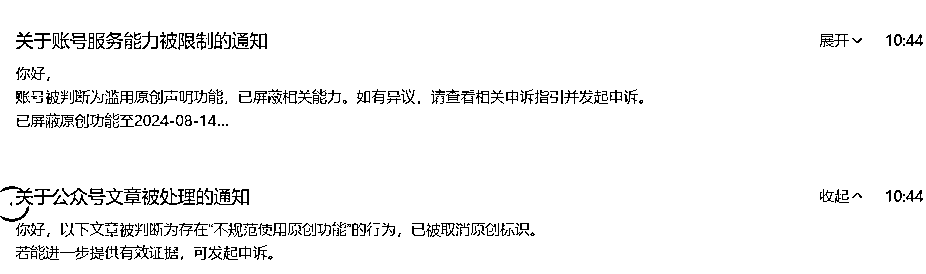 关于账号服务能力被限制的通知 展开 10:44
你好，
账号被判断为滥用原创声明功能，已屏蔽相关能力。如有异议，请查看相关申诉指引并发起申诉。
已屏蔽原创功能至2024-08-14...
关于公众号文章被处理的通知 收起 10:44
你好，以下文章被判断为存在“不规范使用原创功能”的行为，已被取消原创标识。
若能进一步提供有效证据，可发起申诉。